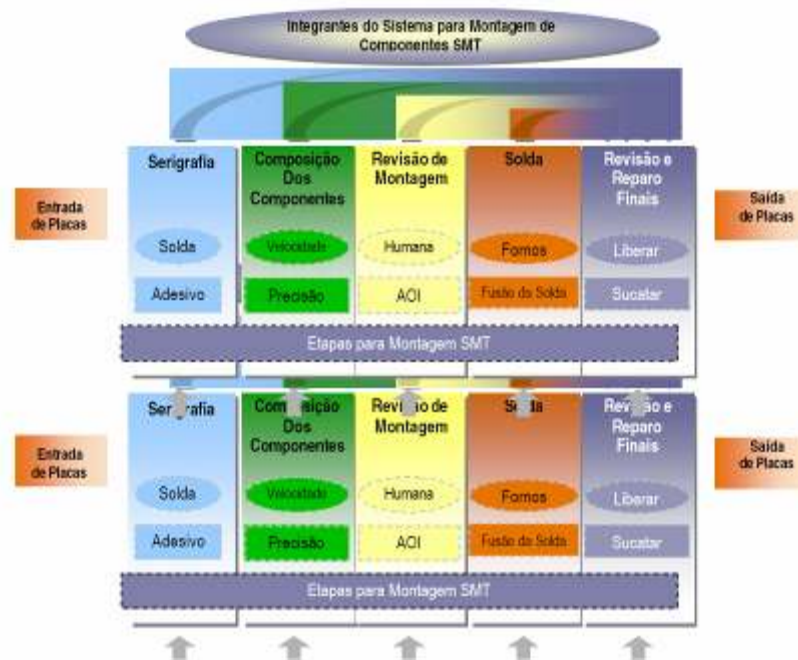 Integrantes do Sistema para Montagem de
Componentes SMT
Serigrafia
Composição
Dos
Componentes
Revisão de
Montagem
Solda
Revisão e
Reparo
Finais
Entrada
de Placas
Saída
de Placas
Solda
Velocidade
Humana
Fornos
Liberar
Adesivo
Precisão
AOI
Fusão da Solda
Sucatar
Etapas para Montagem SMT
Serigrafia
Composição
Dos
Componentes
Revisão de
Montagem
Solda
Revisão e
Reparo
Finais
Entrada
de Placas
Saída
de Placas
Solda
Velocidade
Humana
Fornos
Liberar
Adesivo
Precisão
AOI
Fusão da Solda
Sucatar
Etapas para Montagem SMT